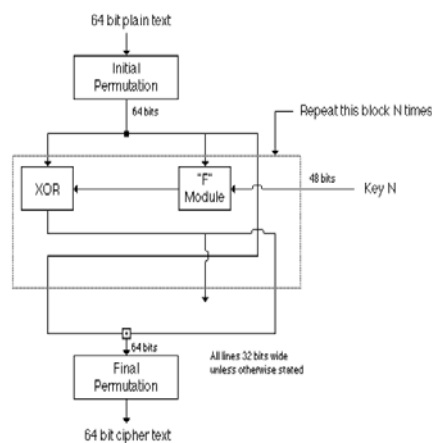 64 bit plain text
Initial
Permutation
64 bits
Repeat this block N times
XOR
"F"
Module
48 bits
Key N
64 bits
All lines 32 bits wide
unless otherwise stated
Final
Permutation
64 bit cipher text